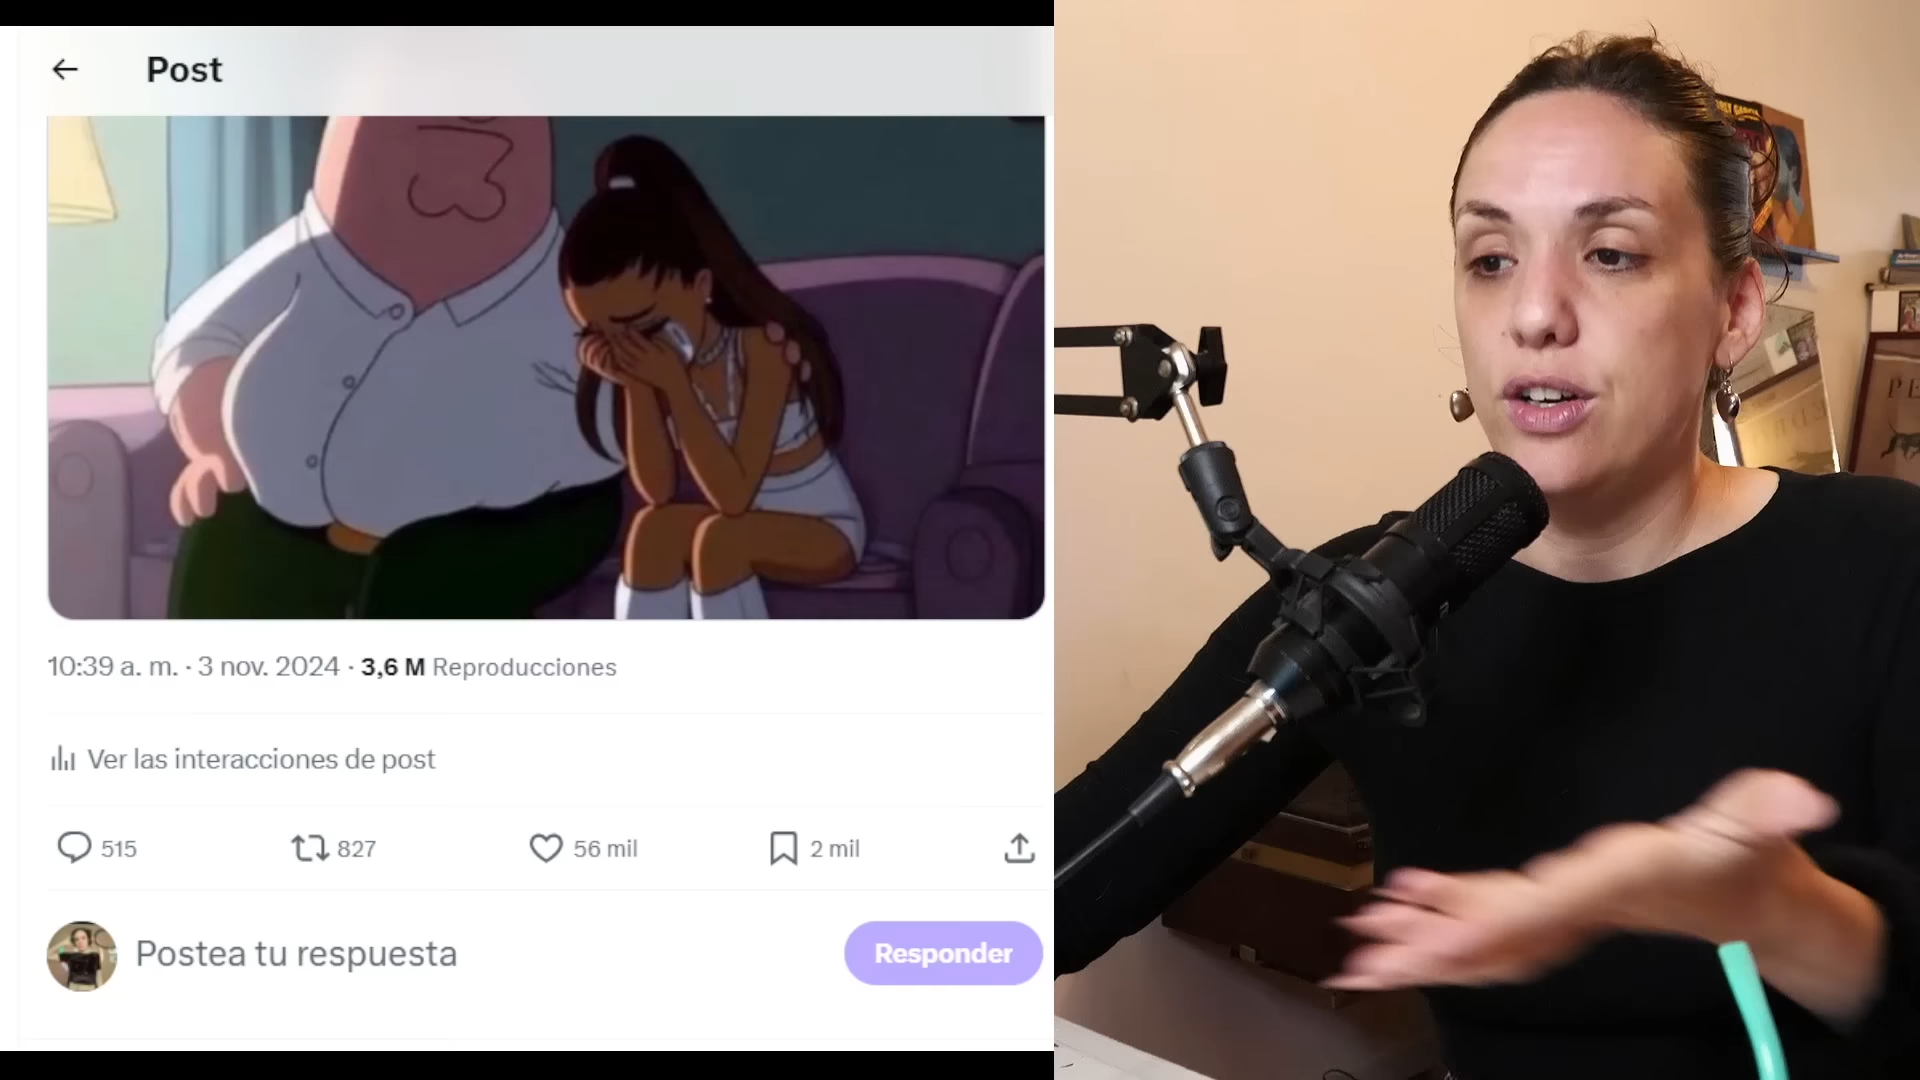 Post
10:39 a. m. · 3 nov. 2024 · 3,6 M Reproducciones
Ver las interacciones de post
515 827 56 mil 2 mil
Postea tu respuesta
Responder